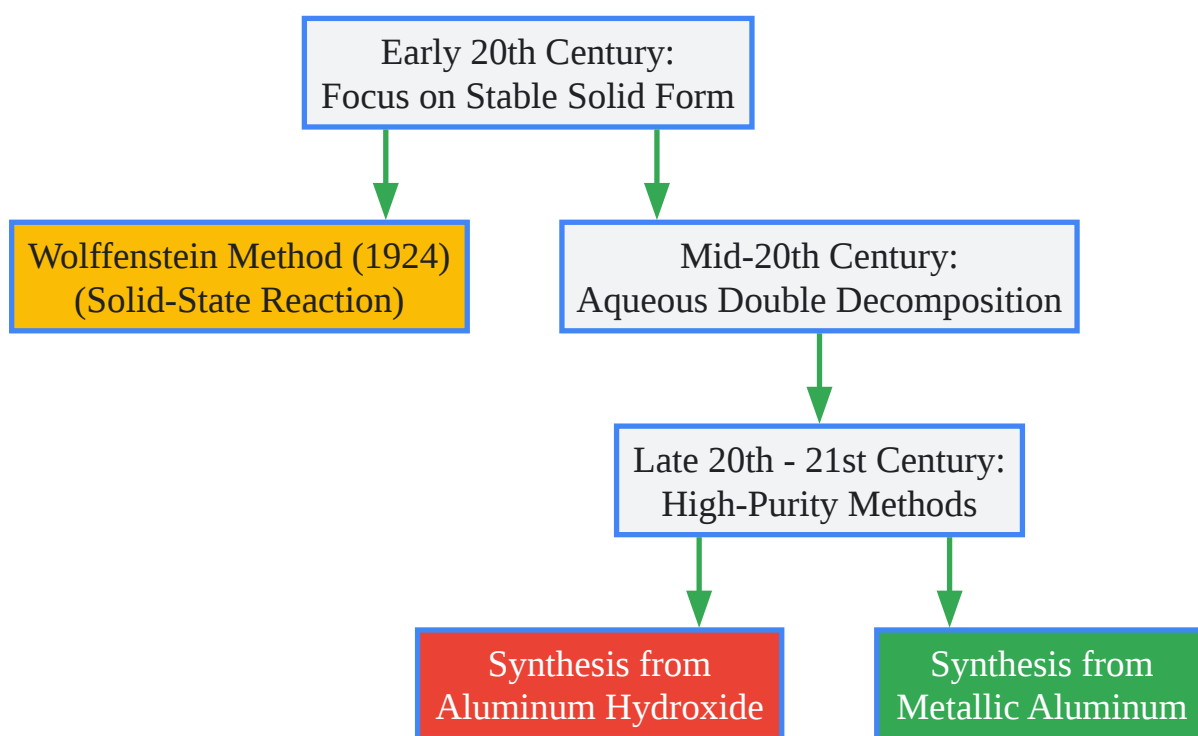 Early 20th Century:
Focus on Stable Solid Form
Wolffenstein Method (1924)
(Solid-State Reaction)
Mid-20th Century:
Aqueous Double Decomposition
Late 20th - 21st Century:
High-Purity Methods
Synthesis from
Aluminum Hydroxide
Synthesis from
Metallic Aluminum